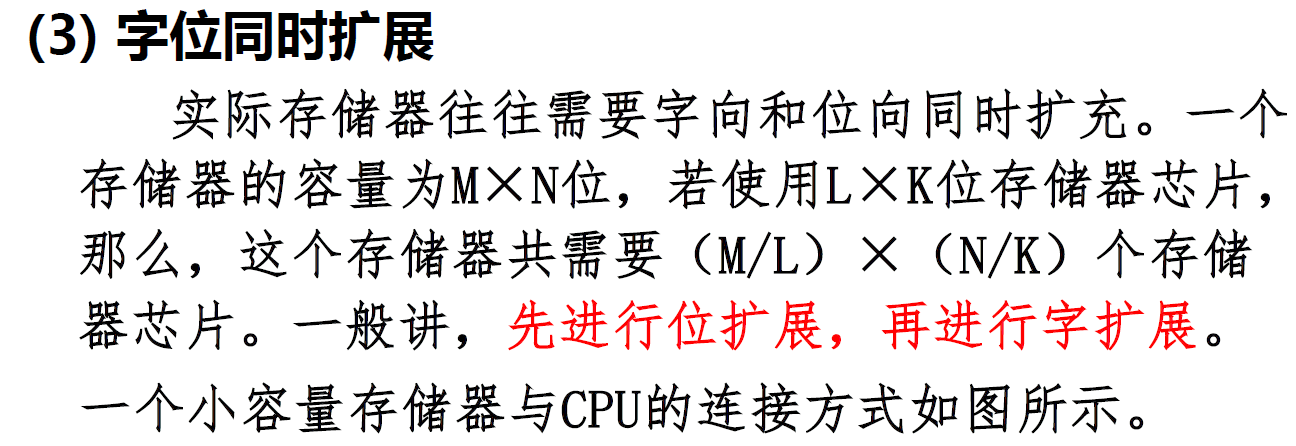 (3) 字位同时扩展
实际存储器往往需要字向和位向同时扩充。一个
存储器的容量为M×N位，若使用L×K位存储器芯片，
那么，这个存储器共需要（M/L）×（N/K）个存储
器芯片。一般讲，先进行位扩展，再进行字扩展。
一个小容量存储器与CPU的连接方式如图所示。